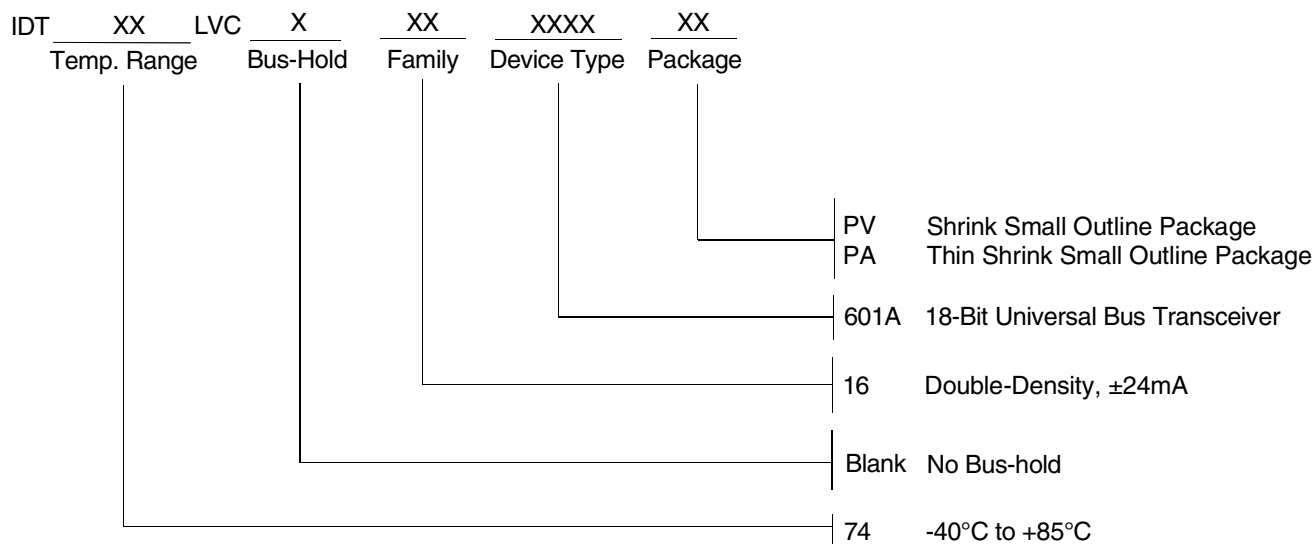 IDT XX LVC X XX XXXX XX
Temp. Range Bus-Hold Family Device Type Package
PV Shrink Small Outline Package
PA Thin Shrink Small Outline Package
601A 18-Bit Universal Bus Transceiver
16 Double-Density, ±24mA
Blank No Bus-hold
74 -40°C to +85°C